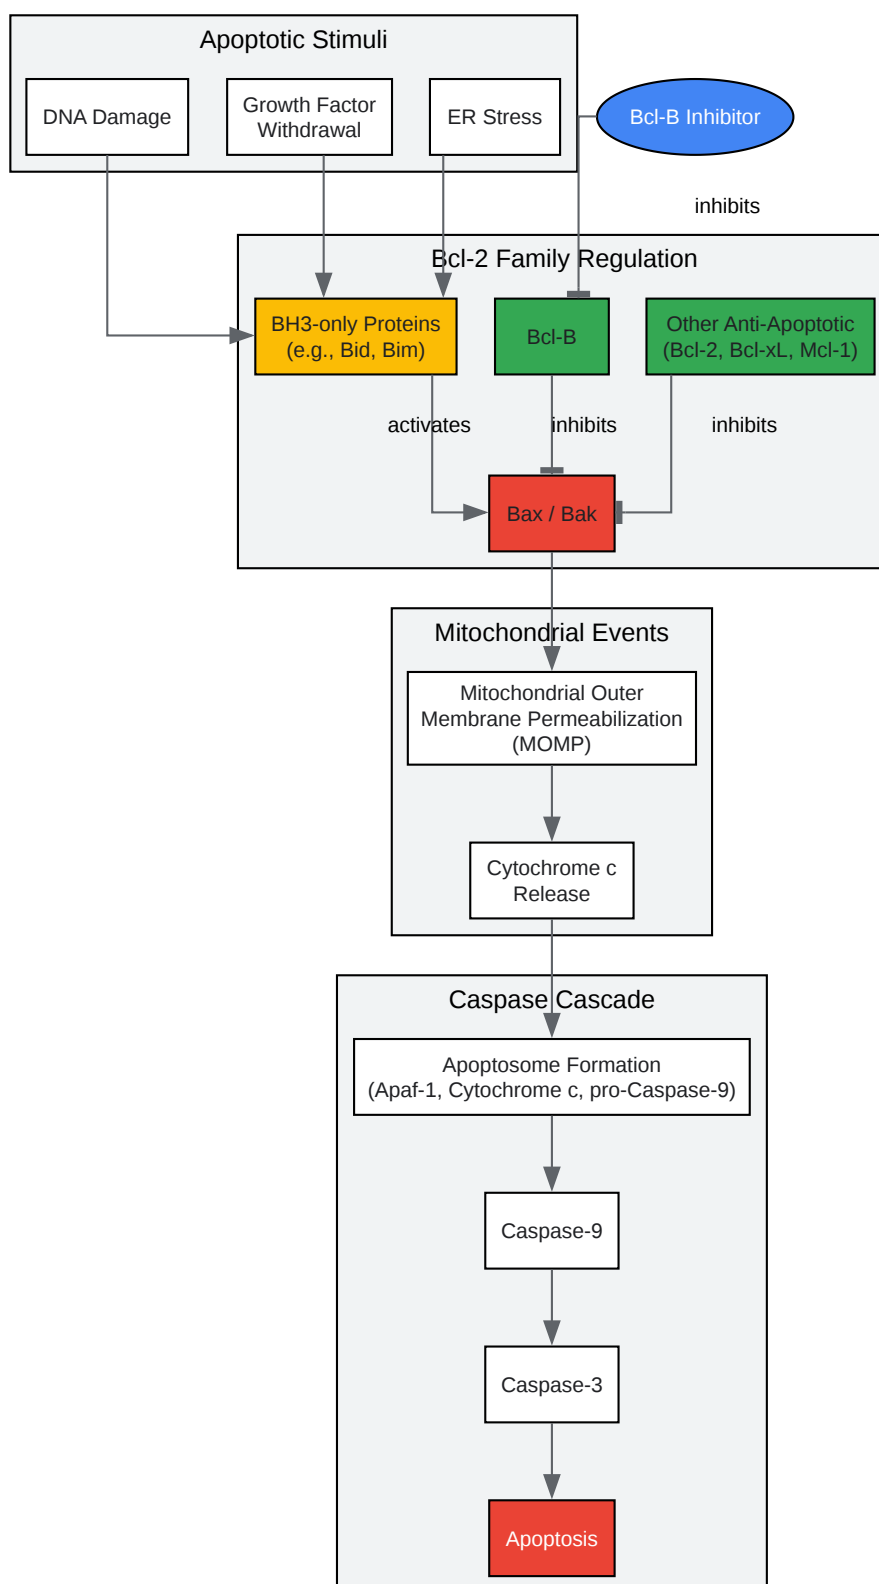 Apoptotic Stimuli
DNA Damage
Growth Factor
Withdrawal
ER Stress
Bcl-B Inhibitor
inhibits
Bcl-2 Family Regulation
BH3-only Proteins
(e.g., Bid, Bim)
Bcl-B
Other Anti-Apoptotic
(Bcl-2, Bcl-xL, Mcl-1)
activates
inhibits
inhibits
Bax / Bak
Mitochondrial Events
Mitochondrial Outer
Membrane Permeabilization
(MOMP)
Cytochrome c
Release
Caspase Cascade
Apoptosome Formation
(Apaf-1, Cytochrome c, pro-Caspase-9)
Caspase-9
Caspase-3
Apoptosis